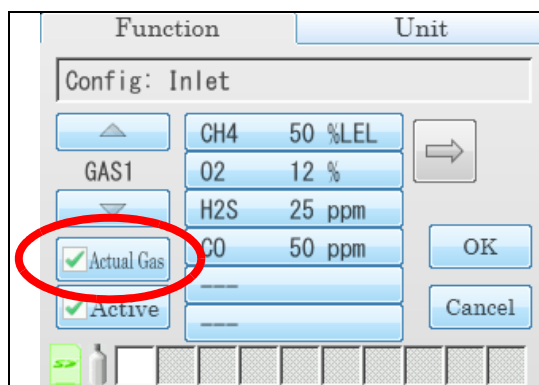 Function Unit
Config: Inlet
CH4 50 %LEL
GAS1 O2 12 %
H2S 25 ppm
Actual Gas CO 50 ppm OK
---
Active --- Cancel